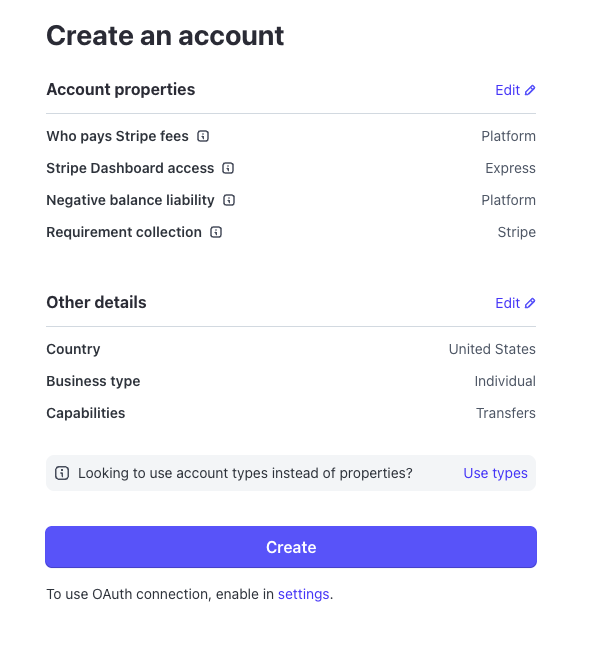 Create an account
Account properties Edit
Who pays Stripe fees Platform
Stripe Dashboard access Express
Negative balance liability Platform
Requirement collection Stripe
Other details Edit
Country United States
Business type Individual
Capabilities Transfers
Looking to use account types instead of properties? Use types
Create
To use OAuth connection, enable in settings.